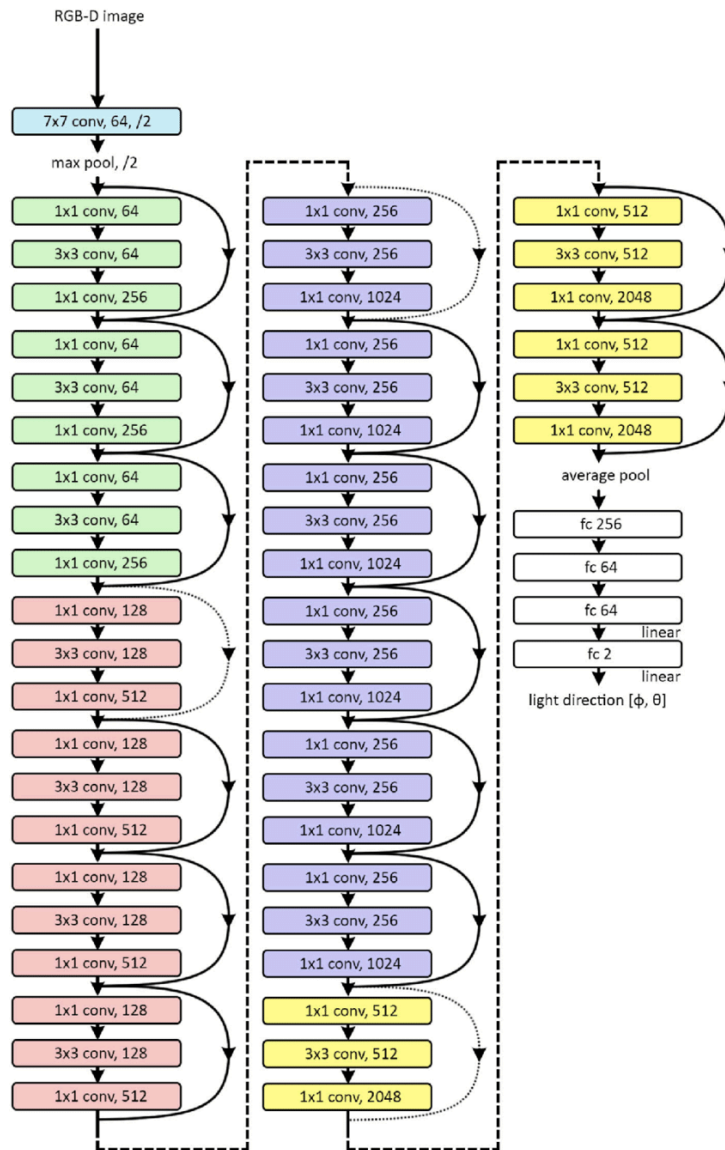 RGB-D image
7x7 conv, 64, /2
max pool, /2
1x1 conv, 64
3x3 conv, 64
1x1 conv, 256
1x1 conv, 64
3x3 conv, 64
1x1 conv, 256
1x1 conv, 64
3x3 conv, 64
1x1 conv, 256
1x1 conv, 128
3x3 conv, 128
1x1 conv, 512
1x1 conv, 128
3x3 conv, 128
1x1 conv, 512
1x1 conv, 128
3x3 conv, 128
1x1 conv, 512
1x1 conv, 128
3x3 conv, 128
1x1 conv, 512
1x1 conv, 256
3x3 conv, 256
1x1 conv, 1024
1x1 conv, 256
3x3 conv, 256
1x1 conv, 1024
1x1 conv, 256
3x3 conv, 256
1x1 conv, 1024
1x1 conv, 256
3x3 conv, 256
1x1 conv, 1024
1x1 conv, 256
3x3 conv, 256
1x1 conv, 1024
1x1 conv, 256
3x3 conv, 256
1x1 conv, 1024
1x1 conv, 512
3x3 conv, 512
1x1 conv, 2048
1x1 conv, 512
3x3 conv, 512
1x1 conv, 2048
1x1 conv, 512
3x3 conv, 512
1x1 conv, 2048
average pool
fc 256
fc 64
fc 64
linear
fc 2
linear
light direction [ϕ, θ]